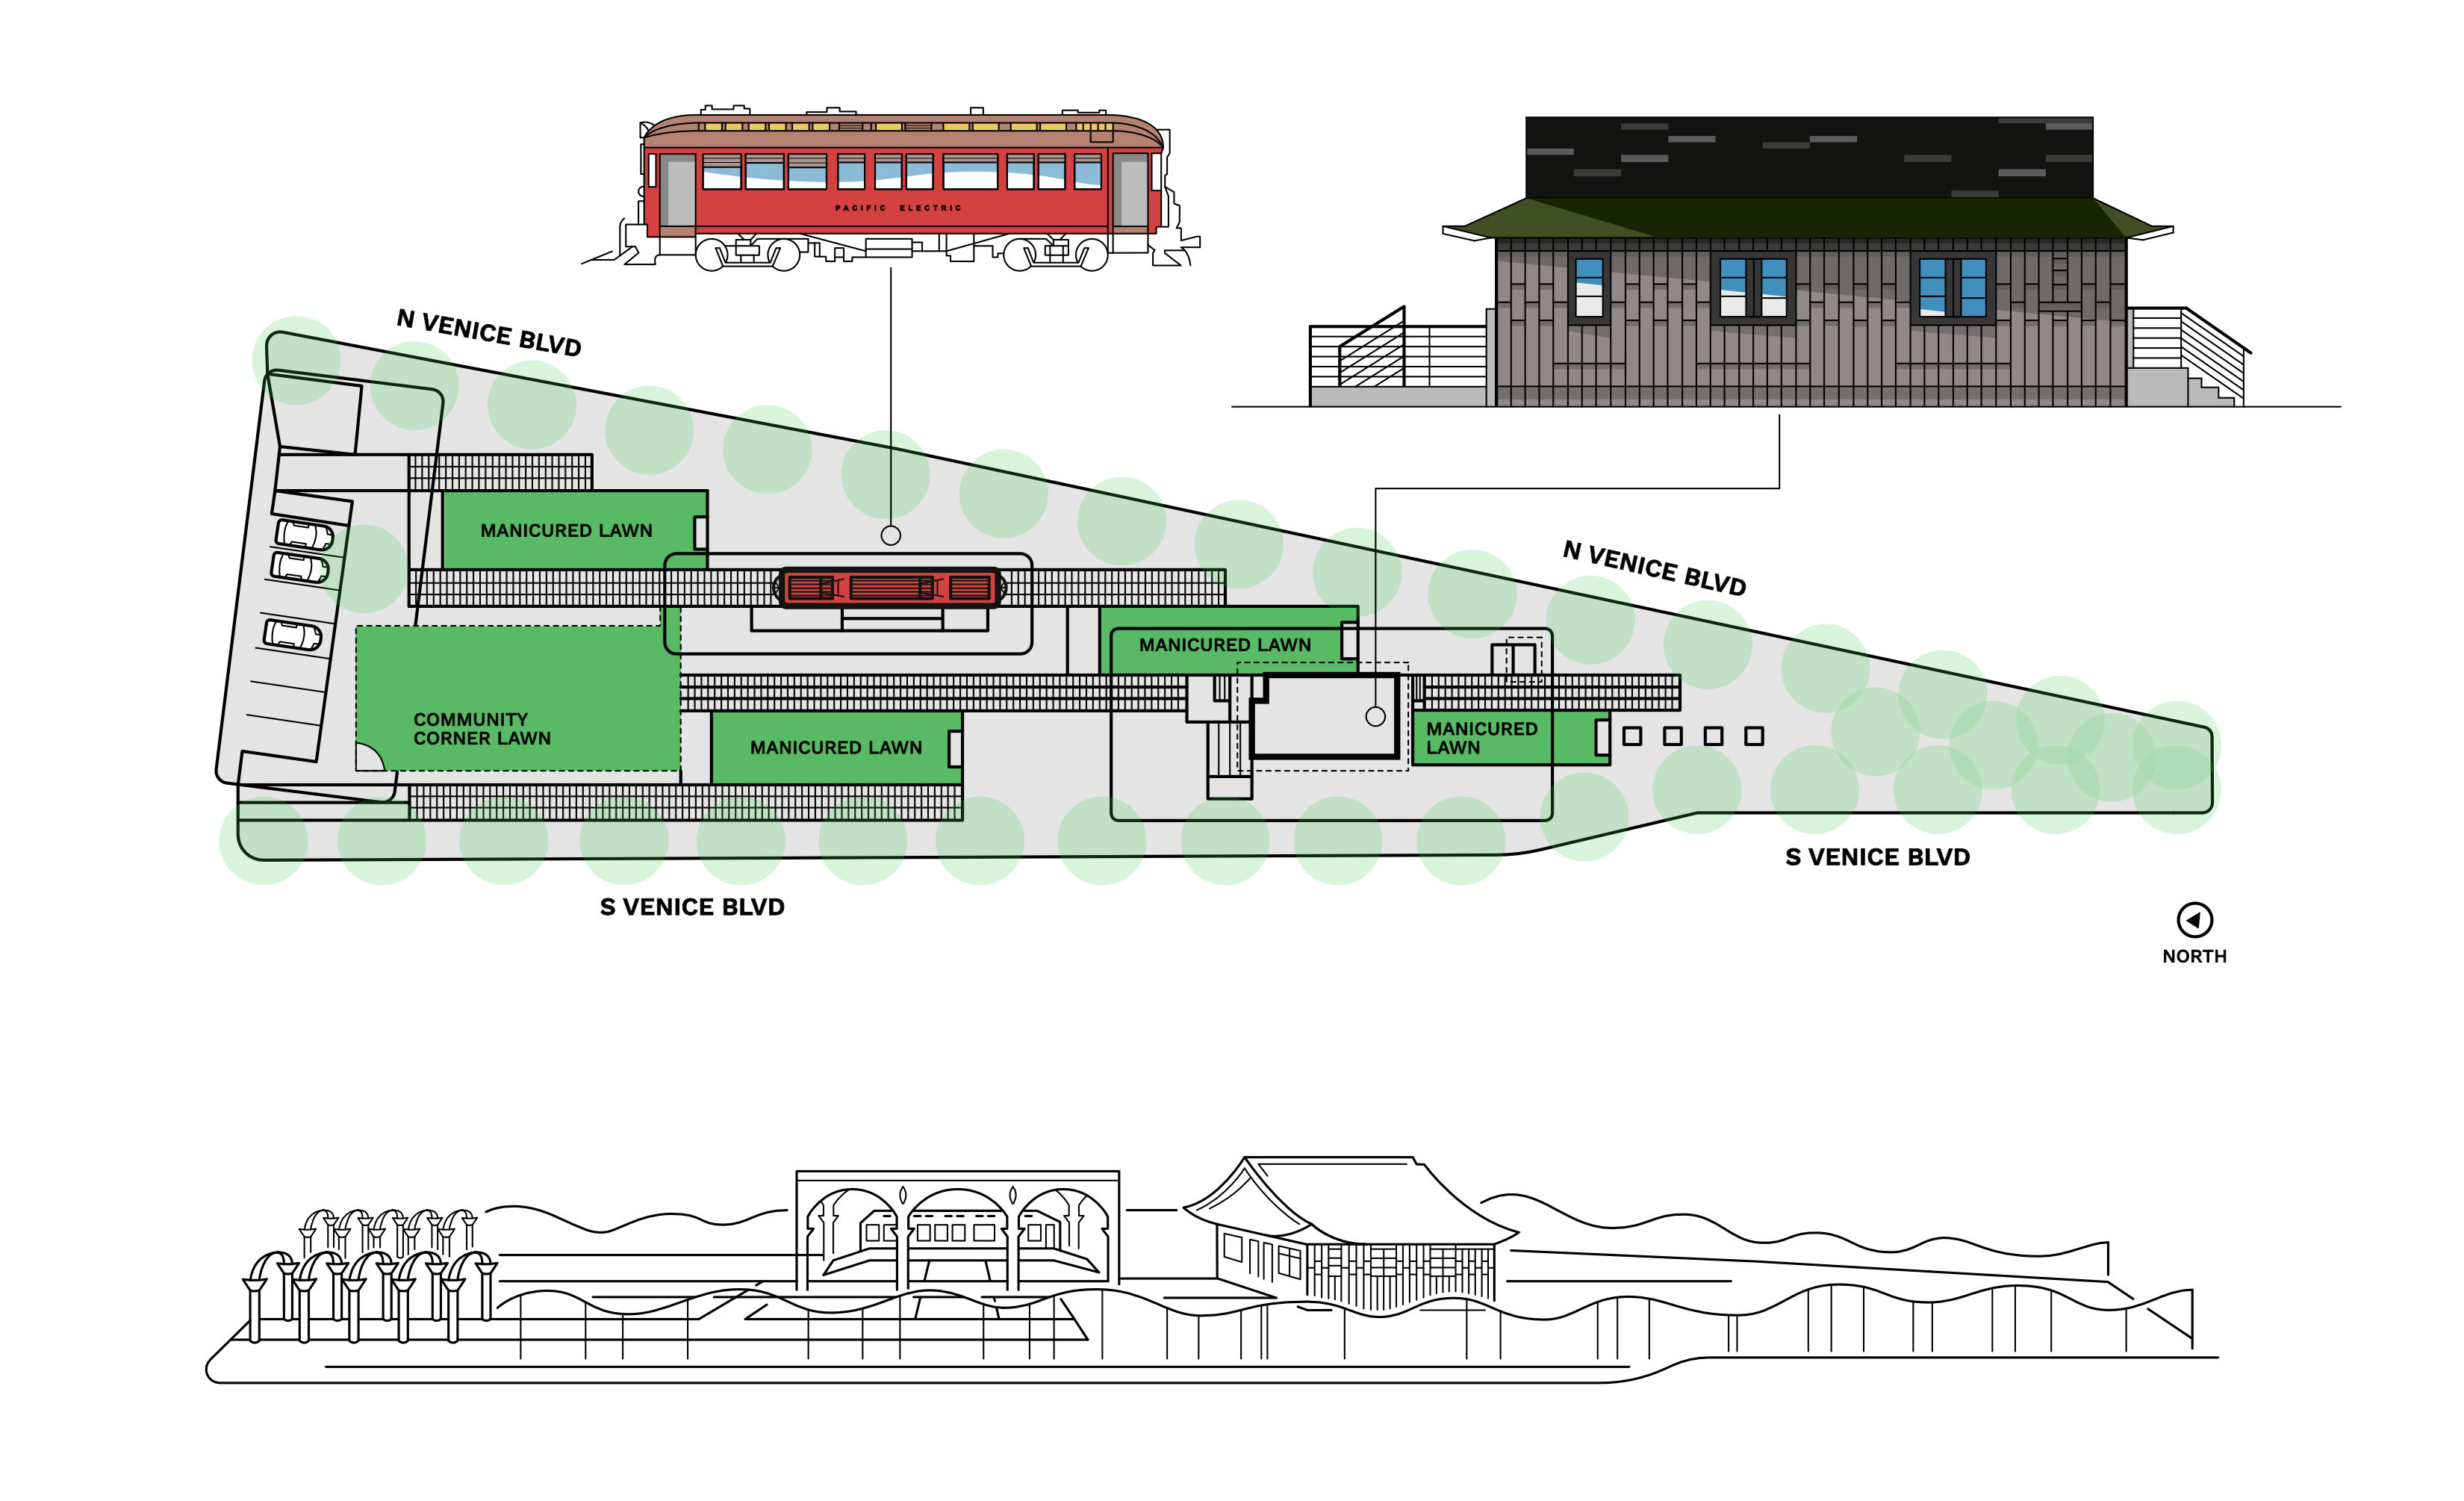 PACIFIC ELECTRIC
N VENICE BLVD
MANICURED LAWN
N VENICE BLVD
MANICURED LAWN
COMMUNITY
CORNER LAWN
MANICURED LAWN
MANICURED
LAWN
S VENICE BLVD
S VENICE BLVD
NORTH